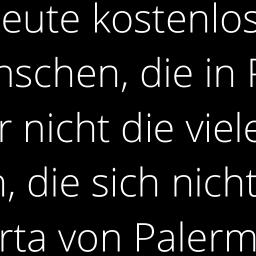 eute kostenlos
nschen, die in
r nicht die viele
n, die sich nicht
rta von Palerm